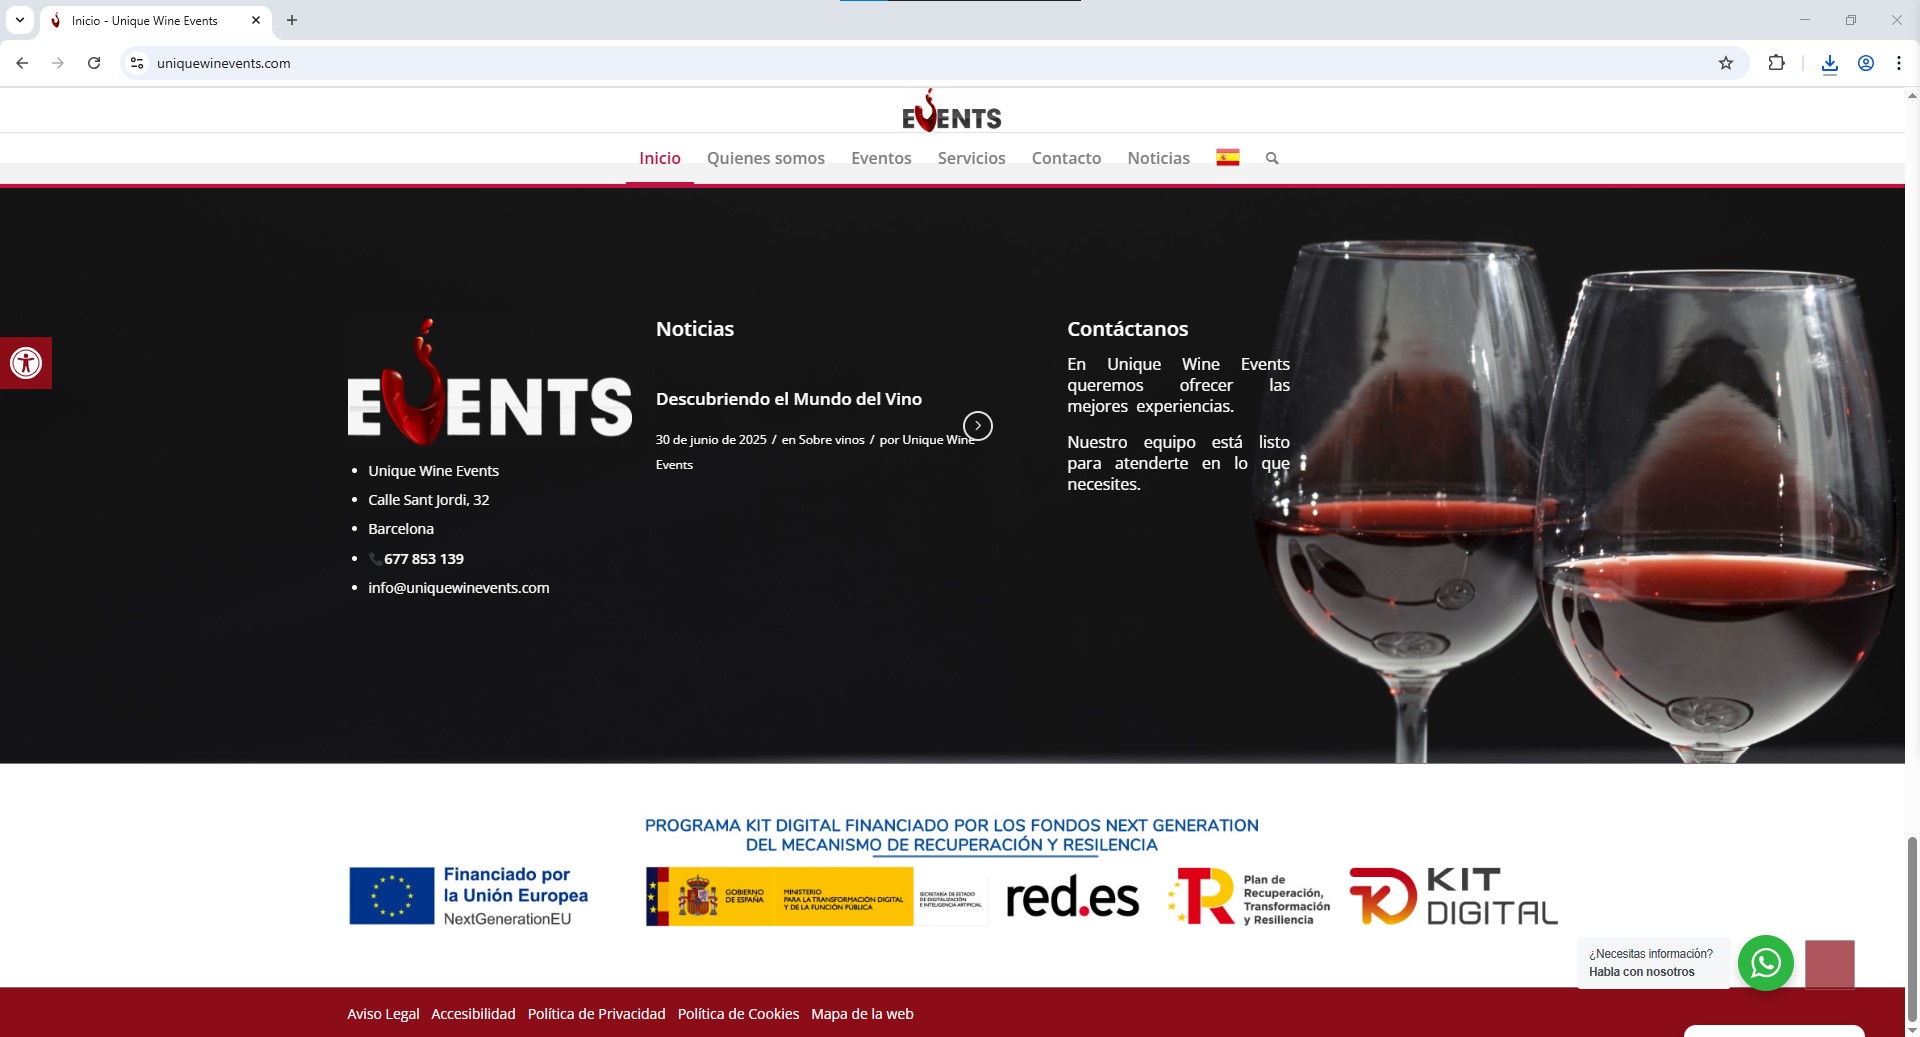 Inicio - Unique Wine Events
uniquewinevents.com
EVENTS
Inicio Quienes somos Eventos Servicios Contacto Noticias
EVENTS
Unique Wine Events
Calle Sant Jordi, 32
Barcelona
677 853 139
info@uniquewinevents.com
Noticias
Descubriendo el Mundo del Vino
30 de junio de 2025 / en Sobre vinos / por Unique Wine
Events
Contáctanos
En Unique Wine Events
queremos ofrecer las
mejores experiencias.
Nuestro equipo está listo
para atenderte en lo que
necesites.
PROGRAMA KIT DIGITAL FINANCIADO POR LOS FONDOS NEXT GENERATION
DEL MECANISMO DE RECUPERACIÓN Y RESILENCIA
Financiado por
la Unión Europea
NextGenerationEU
GOBIERNO
DE ESPAÑA
MINISTERIO
PARA LA TRANSFORMACIÓN DIGITAL
Y DE LA FUNCIÓN PÚBLICA
SECRETARÍA DE ESTADO
DE DIGITALIZACIÓN
E INTELIGENCIA ARTIFICIAL
red.es
Plan de
Recuperación,
Transformación
y Resiliencia
KIT
DIGITAL
¿Necesitas información?
Habla con nosotros
Aviso Legal Accesibilidad Política de Privacidad Política de Cookies Mapa de la web